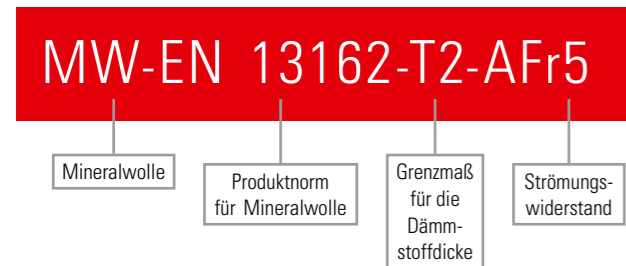 MW-EN 13162-T2-AFr5
Mineralwolle
Produktnorm
für Mineralwolle
Grenzmaß
für die
Dämm-
stoffdicke
Strömungs-
widerstand